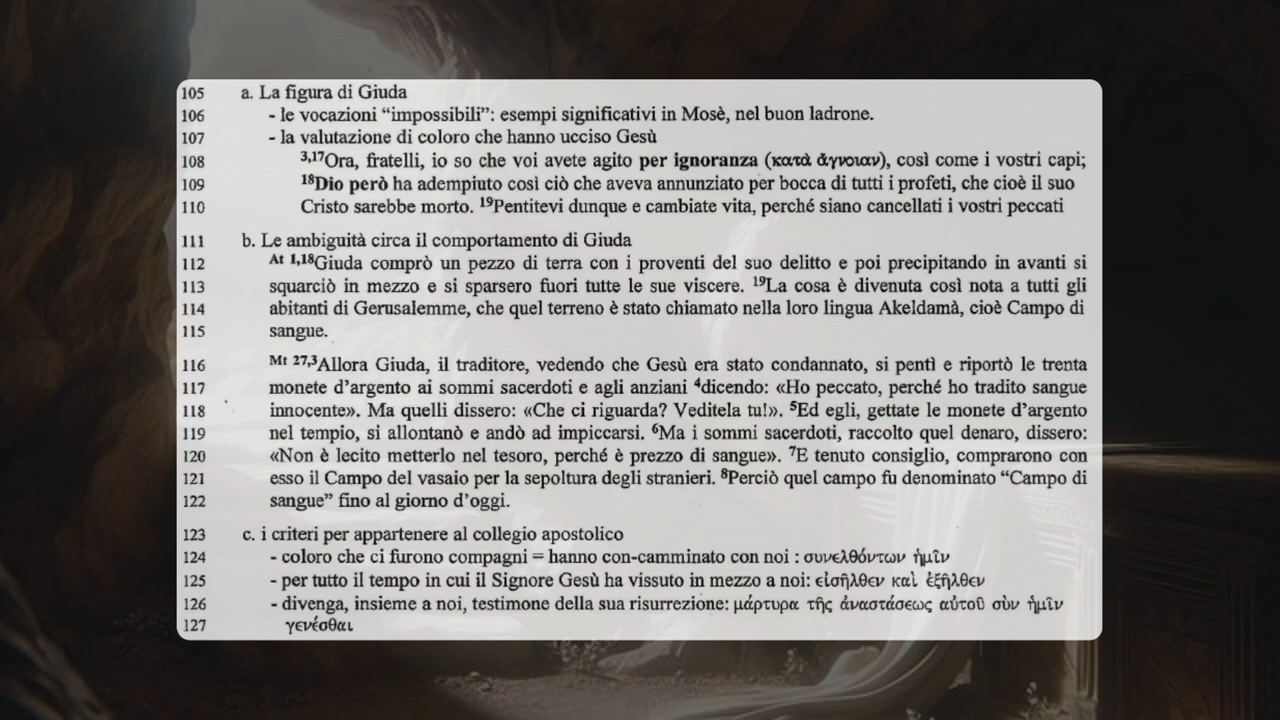 105 a. La figura di Giuda
106 - le vocazioni “impossibili”: esempi significativi in Mosè, nel buon ladrone.
107 - la valutazione di coloro che hanno ucciso Gesù
108 3,17Ora, fratelli, io so che voi avete agito per ignoranza (κατὰ ἄγνοιαν), così come i vostri capi;
109 18Dio però ha adempiuto così ciò che aveva annunziato per bocca di tutti i profeti, che cioè il suo
110 Cristo sarebbe morto. 19Pentitevi dunque e cambiate vita, perché siano cancellati i vostri peccati
111 b. Le ambiguità circa il comportamento di Giuda
112 At 1,18Giuda comprò un pezzo di terra con i proventi del suo delitto e poi precipitando in avanti si
113 squarciò in mezzo e si sparsero fuori tutte le sue viscere. 19La cosa è divenuta così nota a tutti gli
114 abitanti di Gerusalemme, che quel terreno è stato chiamato nella loro lingua Akeldamà, cioè Campo di
115 sangue.
116 Mt 27,3Allora Giuda, il traditore, vedendo che Gesù era stato condannato, si pentì e riportò le trenta
117 monete d’argento ai sommi sacerdoti e agli anziani 4dicendo: «Ho peccato, perché ho tradito sangue
118 innocente». Ma quelli dissero: «Che ci riguarda? Veditela tu!». 5Ed egli, gettate le monete d’argento
119 nel tempio, si allontanò e andò ad impiccarsi. 6Ma i sommi sacerdoti, raccolto quel denaro, dissero:
120 «Non è lecito metterlo nel tesoro, perché è prezzo di sangue». 7E tenuto consiglio, comprarono con
121 esso il Campo del vasaio per la sepoltura degli stranieri. 8Perciò quel campo fu denominato “Campo di
122 sangue” fino al giorno d’oggi.
123 c. i criteri per appartenere al collegio apostolico
124 - coloro che ci furono compagni = hanno con-camminato con noi : συνελθόντων ἡμῖν
125 - per tutto il tempo in cui il Signore Gesù ha vissuto in mezzo a noi: εἰσῆλθεν καὶ ἐξῆλθεν
126 - divenga, insieme a noi, testimone della sua risurrezione: μάρτυρα τῆς ἀναστάσεως αὐτοῦ σὺν ἡμῖν
127 γενέσθαι